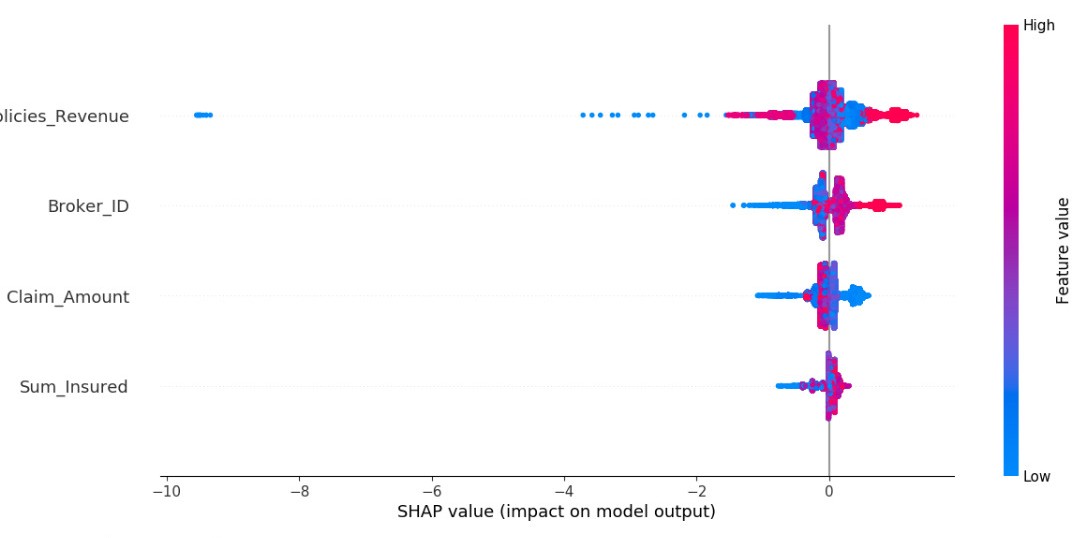 High
olicies_Revenue
Broker_ID
Feature value
Claim_Amount
Sum_Insured
Low
−10 −8 −6 −4 −2 0
SHAP value (impact on model output)